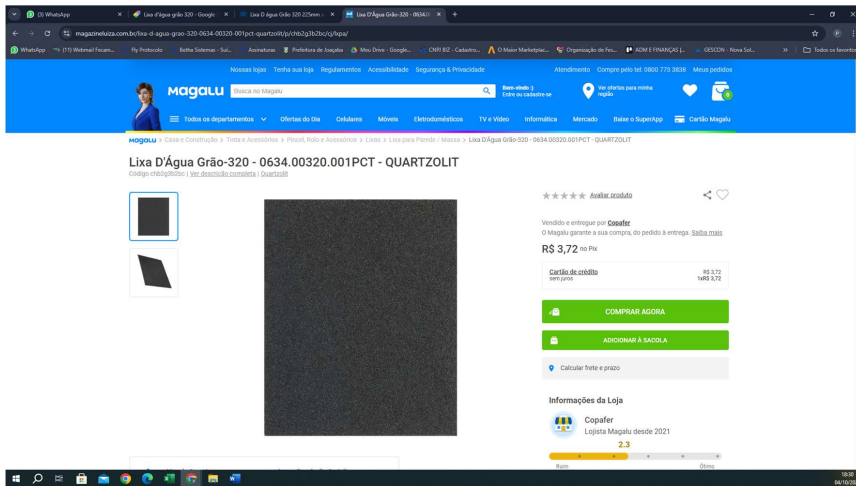 (3) WhatsApp
Lixa d'água grão 320 - Google
Lixa D água Grão 320 225mm
Lixa D'Água Grão-320 - 0634.0
magazineluiza.com.br/lixa-d-agua-grao-320-0634-00320-001pct-quartzolit/p/chb2g3b2bc/cj/lxpa/
WhatsApp
(11) Webmail Fecam...
Fly Protocolo
Betha Sistemas - Sui...
Assinaturas
Prefeitura de Joaçaba
Meu Drive - Google...
CNPJ BIZ - Cadastro...
O Maior Marketplac...
Organização de Fes...
ADM E FINANÇAS |...
GESCON - Nova Sol...
Todos os favoritos
Nossas lojas Tenha sua loja Regulamentos Acessibilidade Segurança & Privacidade
Atendimento Compre pelo tel: 0800 773 3838 Meus pedidos
Magalu
Busca no Magalu
Bem-vindo :)
Entre ou cadastre-se
Ver ofertas para minha
região
0
Todos os departamentos Ofertas do Dia Celulares Móveis Eletrodomésticos TV e Vídeo Informática Mercado Baixe o SuperApp Cartão Magalu
Magalu > Casa e Construção > Tinta e Acessórios > Pincel, Rolo e Acessórios > Lixas > Lixa para Parede / Massa > Lixa D'Água Grão-320 - 0634.00320.001PCT - QUARTZOLIT
Lixa D'Água Grão-320 - 0634.00320.001PCT - QUARTZOLIT
Código chb2g3b2bc | Ver descrição completa | Quartzolit
Avaliar produto
Vendido e entregue por Copafer
O Magalu garante a sua compra, do pedido à entrega. Saiba mais
R$ 3,72 no Pix
Cartão de crédito R$ 3,72
sem juros 1xR$ 3,72
COMPRAR AGORA
ADICIONAR À SACOLA
Calcular frete e prazo
Informações da Loja
Copafer
Lojista Magalu desde 2021
2.3
Ruim Ótimo
18:30
04/10/20